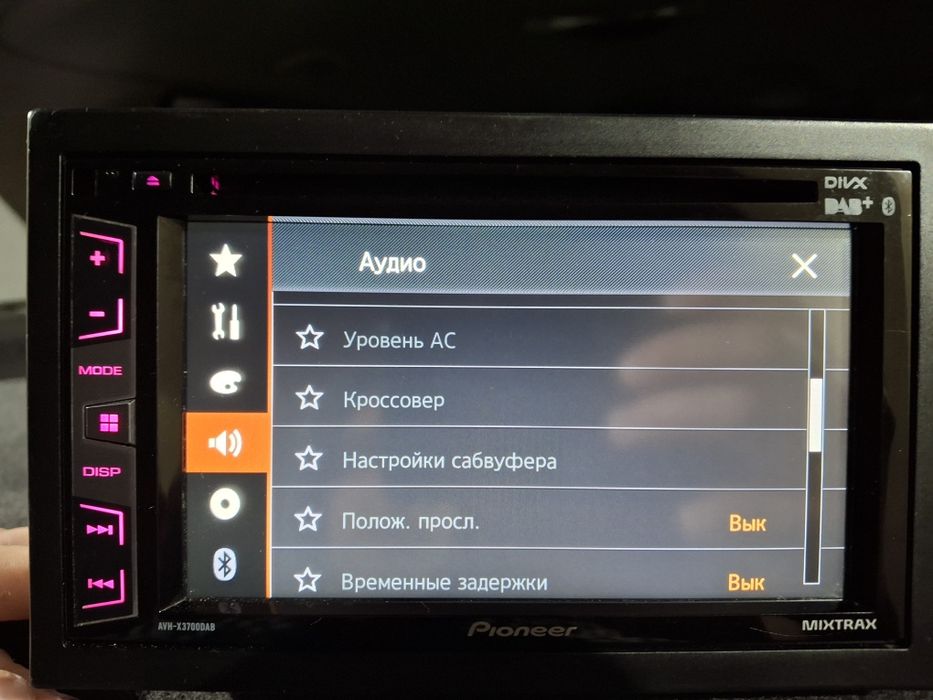 DIVX
DAB+
Аудио
Уровень АС
Кроссовер
Настройки сабвуфера
Полож. просл. Вык
Временные задержки Вык
MODE
DISP
AVH-X3700DAB
Pioneer
MIXTRAX